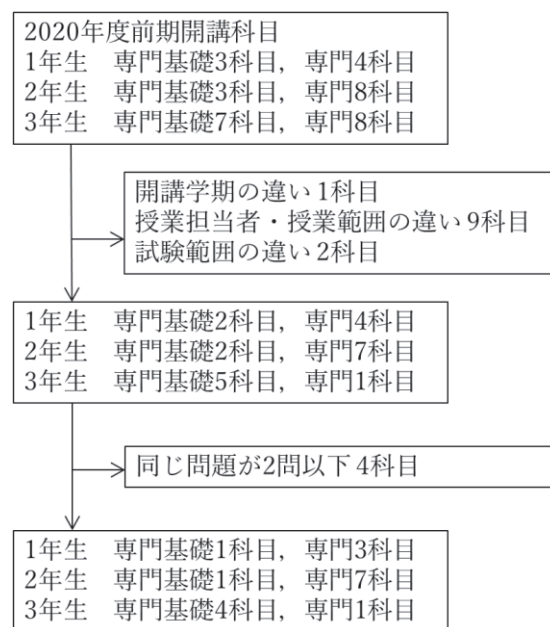 2020年度前期開講科目
1年生　専門基礎3科目，専門4科目
2年生　専門基礎3科目，専門8科目
3年生　専門基礎7科目，専門8科目
開講学期の違い 1科目
授業担当者・授業範囲の違い 9科目
試験範囲の違い 2科目
1年生　専門基礎2科目，専門4科目
2年生　専門基礎2科目，専門7科目
3年生　専門基礎5科目，専門1科目
同じ問題が2問以下 4科目
1年生　専門基礎1科目，専門3科目
2年生　専門基礎1科目，専門7科目
3年生　専門基礎4科目，専門1科目